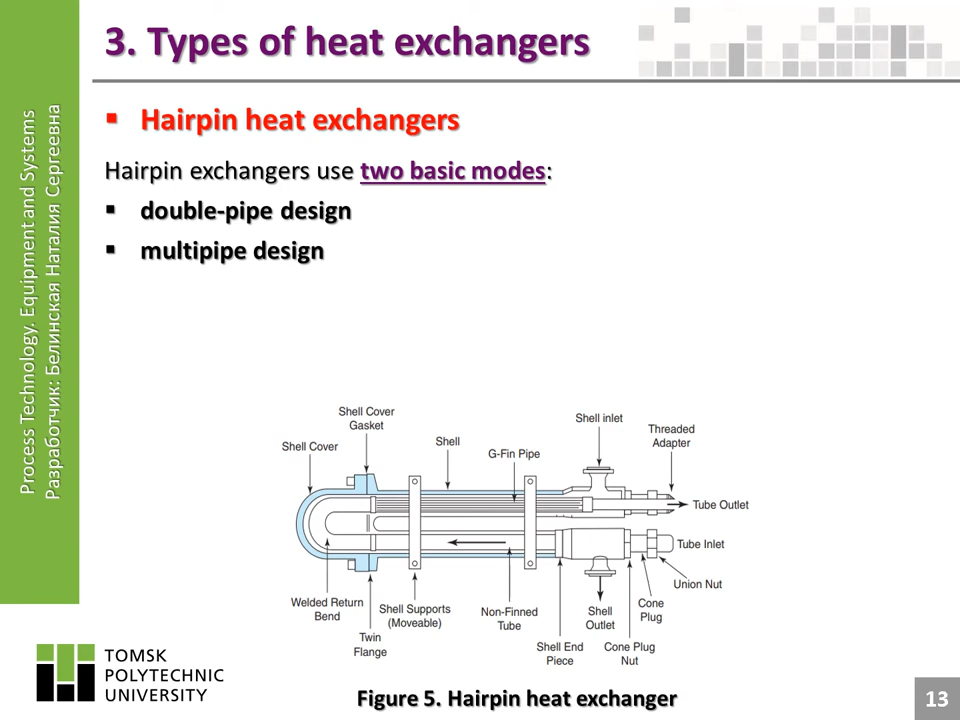 3. Types of heat exchangers
Process Technology. Equipment and Systems
Разработчик: Белинская Наталия Сергеевна
▪ Hairpin heat exchangers
Hairpin exchangers use two basic modes:
▪ double-pipe design
▪ multipipe design
Shell Cover
Gasket
Shell Cover
Shell
G-Fin Pipe
Shell inlet
Threaded
Adapter
Tube Outlet
Tube Inlet
Union Nut
Welded Return
Bend
Twin
Flange
Shell Supports
(Moveable)
Non-Finned
Tube
Shell End
Piece
Shell
Outlet
Cone Plug
Nut
Cone
Plug
Figure 5. Hairpin heat exchanger
TOMSK
POLYTECHNIC
UNIVERSITY
13